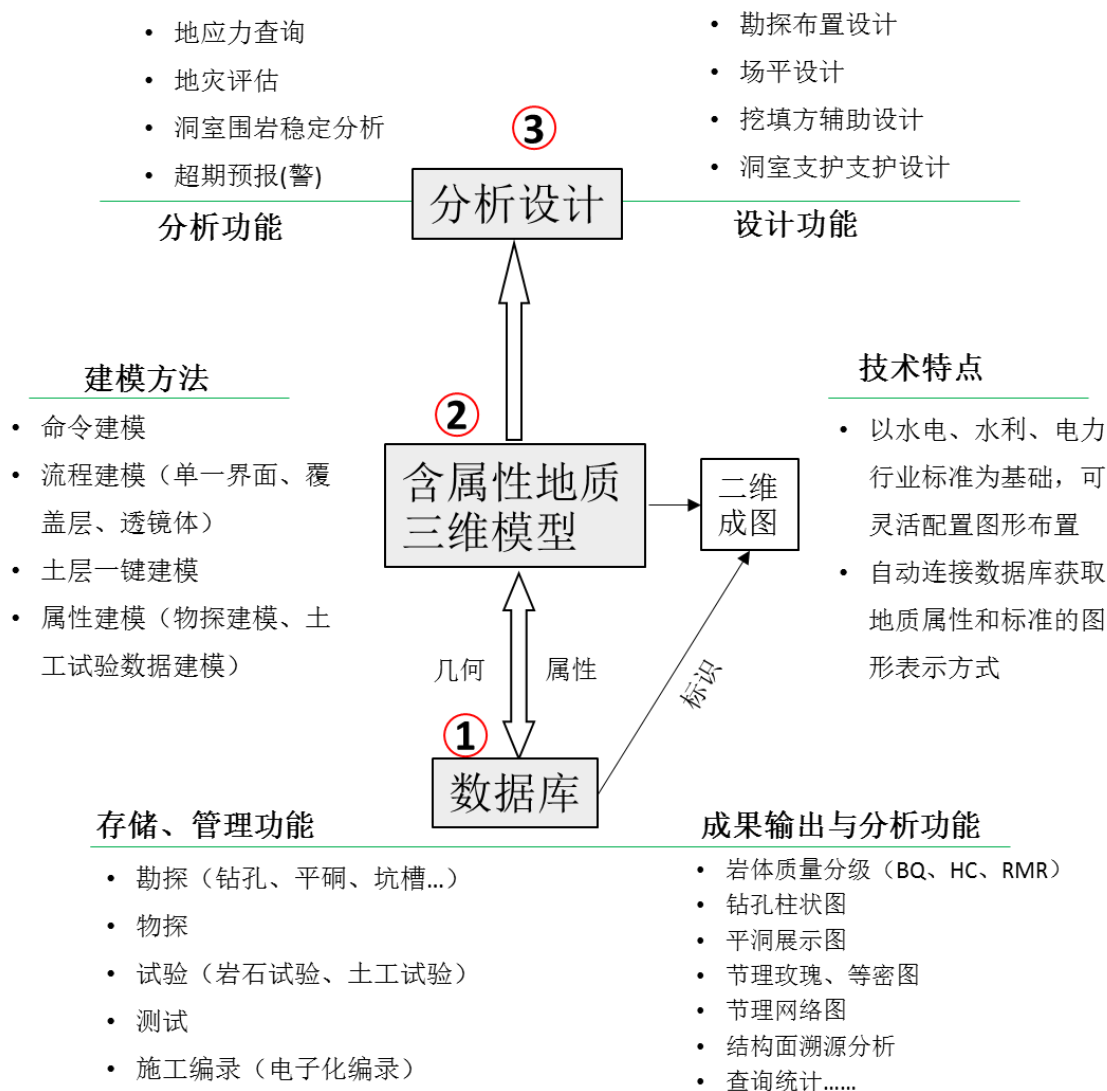 • 地应力查询
• 地灾评估
• 洞室围岩稳定分析
• 超期预报(警)
• 勘探布置设计
• 场平设计
• 挖填方辅助设计
• 洞室支护支护设计
③
分析设计
分析功能
设计功能
建模方法
• 命令建模
• 流程建模（单一界面、覆
盖层、透镜体）
• 土层一键建模
• 属性建模（物探建模、土
工试验数据建模）
②
含属性地质
三维模型
二维
成图
技术特点
• 以水电、水利、电力
行业标准为基础，可
灵活配置图形布置
• 自动连接数据库获取
地质属性和标准的图
形表示方式
几何
属性
标识
①
数据库
存储、管理功能
• 勘探（钻孔、平硐、坑槽…）
• 物探
• 试验（岩石试验、土工试验）
• 测试
• 施工编录（电子化编录）
成果输出与分析功能
• 岩体质量分级（BQ、HC、RMR）
• 钻孔柱状图
• 平洞展示图
• 节理玫瑰、等密图
• 节理网络图
• 结构面溯源分析
• 查询统计……